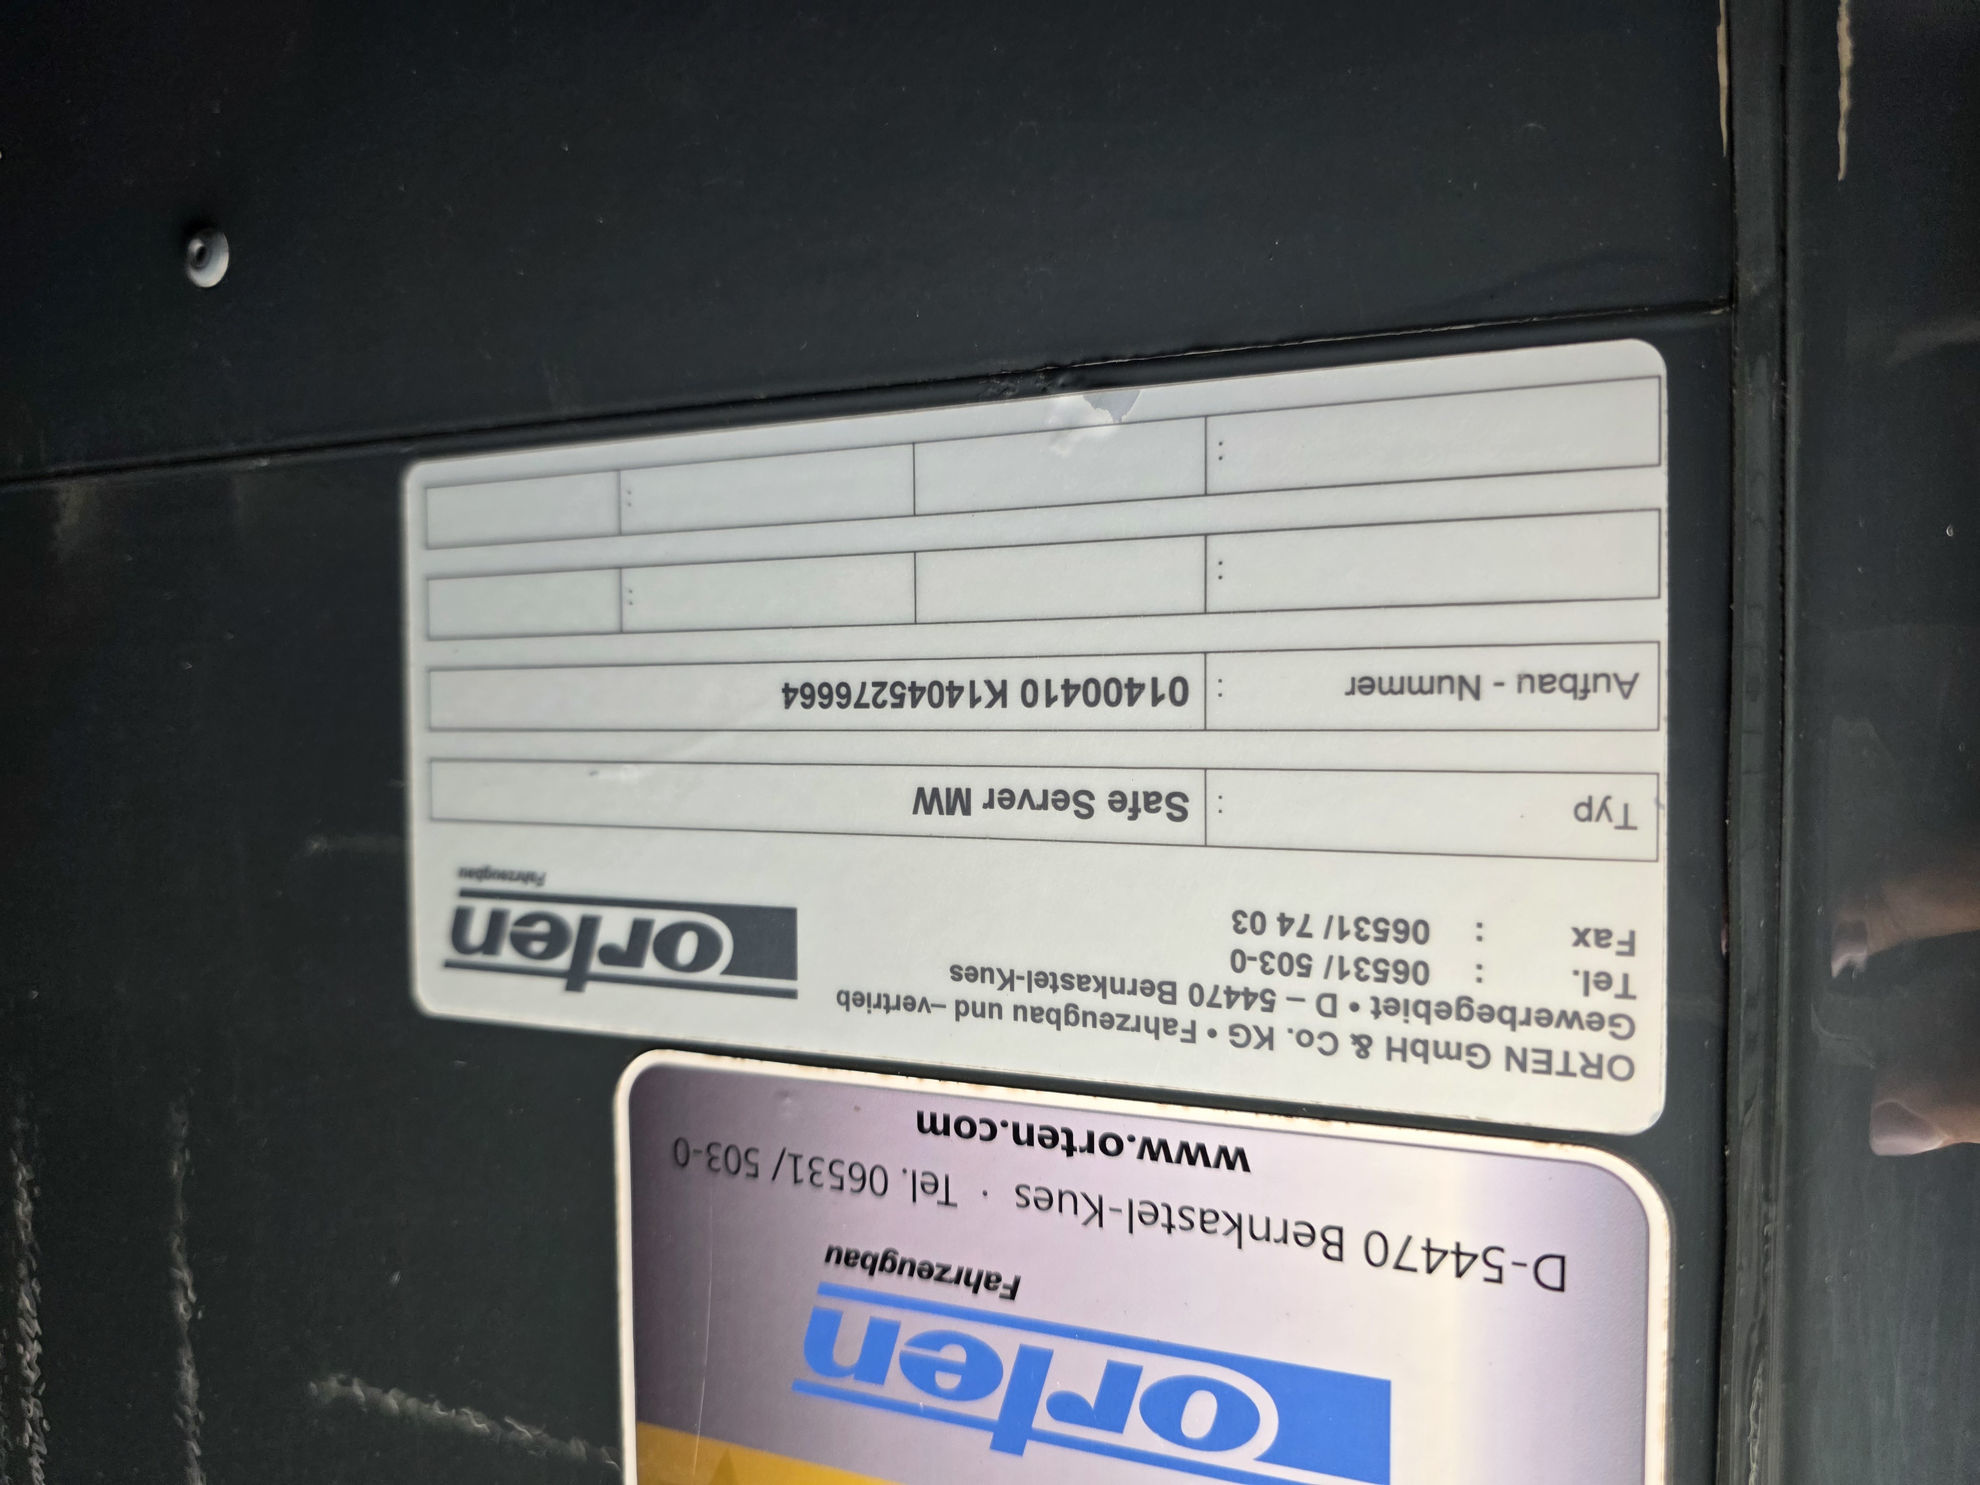 orten
Fahrzeugbau
D-54470 Bernkastel-Kues · Tel. 06531/ 503-0
www.orten.com
ORTEN GmbH & Co. KG • Fahrzeugbau und –vertrieb
Gewerbegebiet • D – 54470 Bernkastel-Kues
Tel. : 06531/ 503-0
Fax : 06531/ 74 03
orten
Fahrzeugbau
Typ : Safe Server MW
Aufbau - Nummer : 01400410 K14045276664
: :
: :